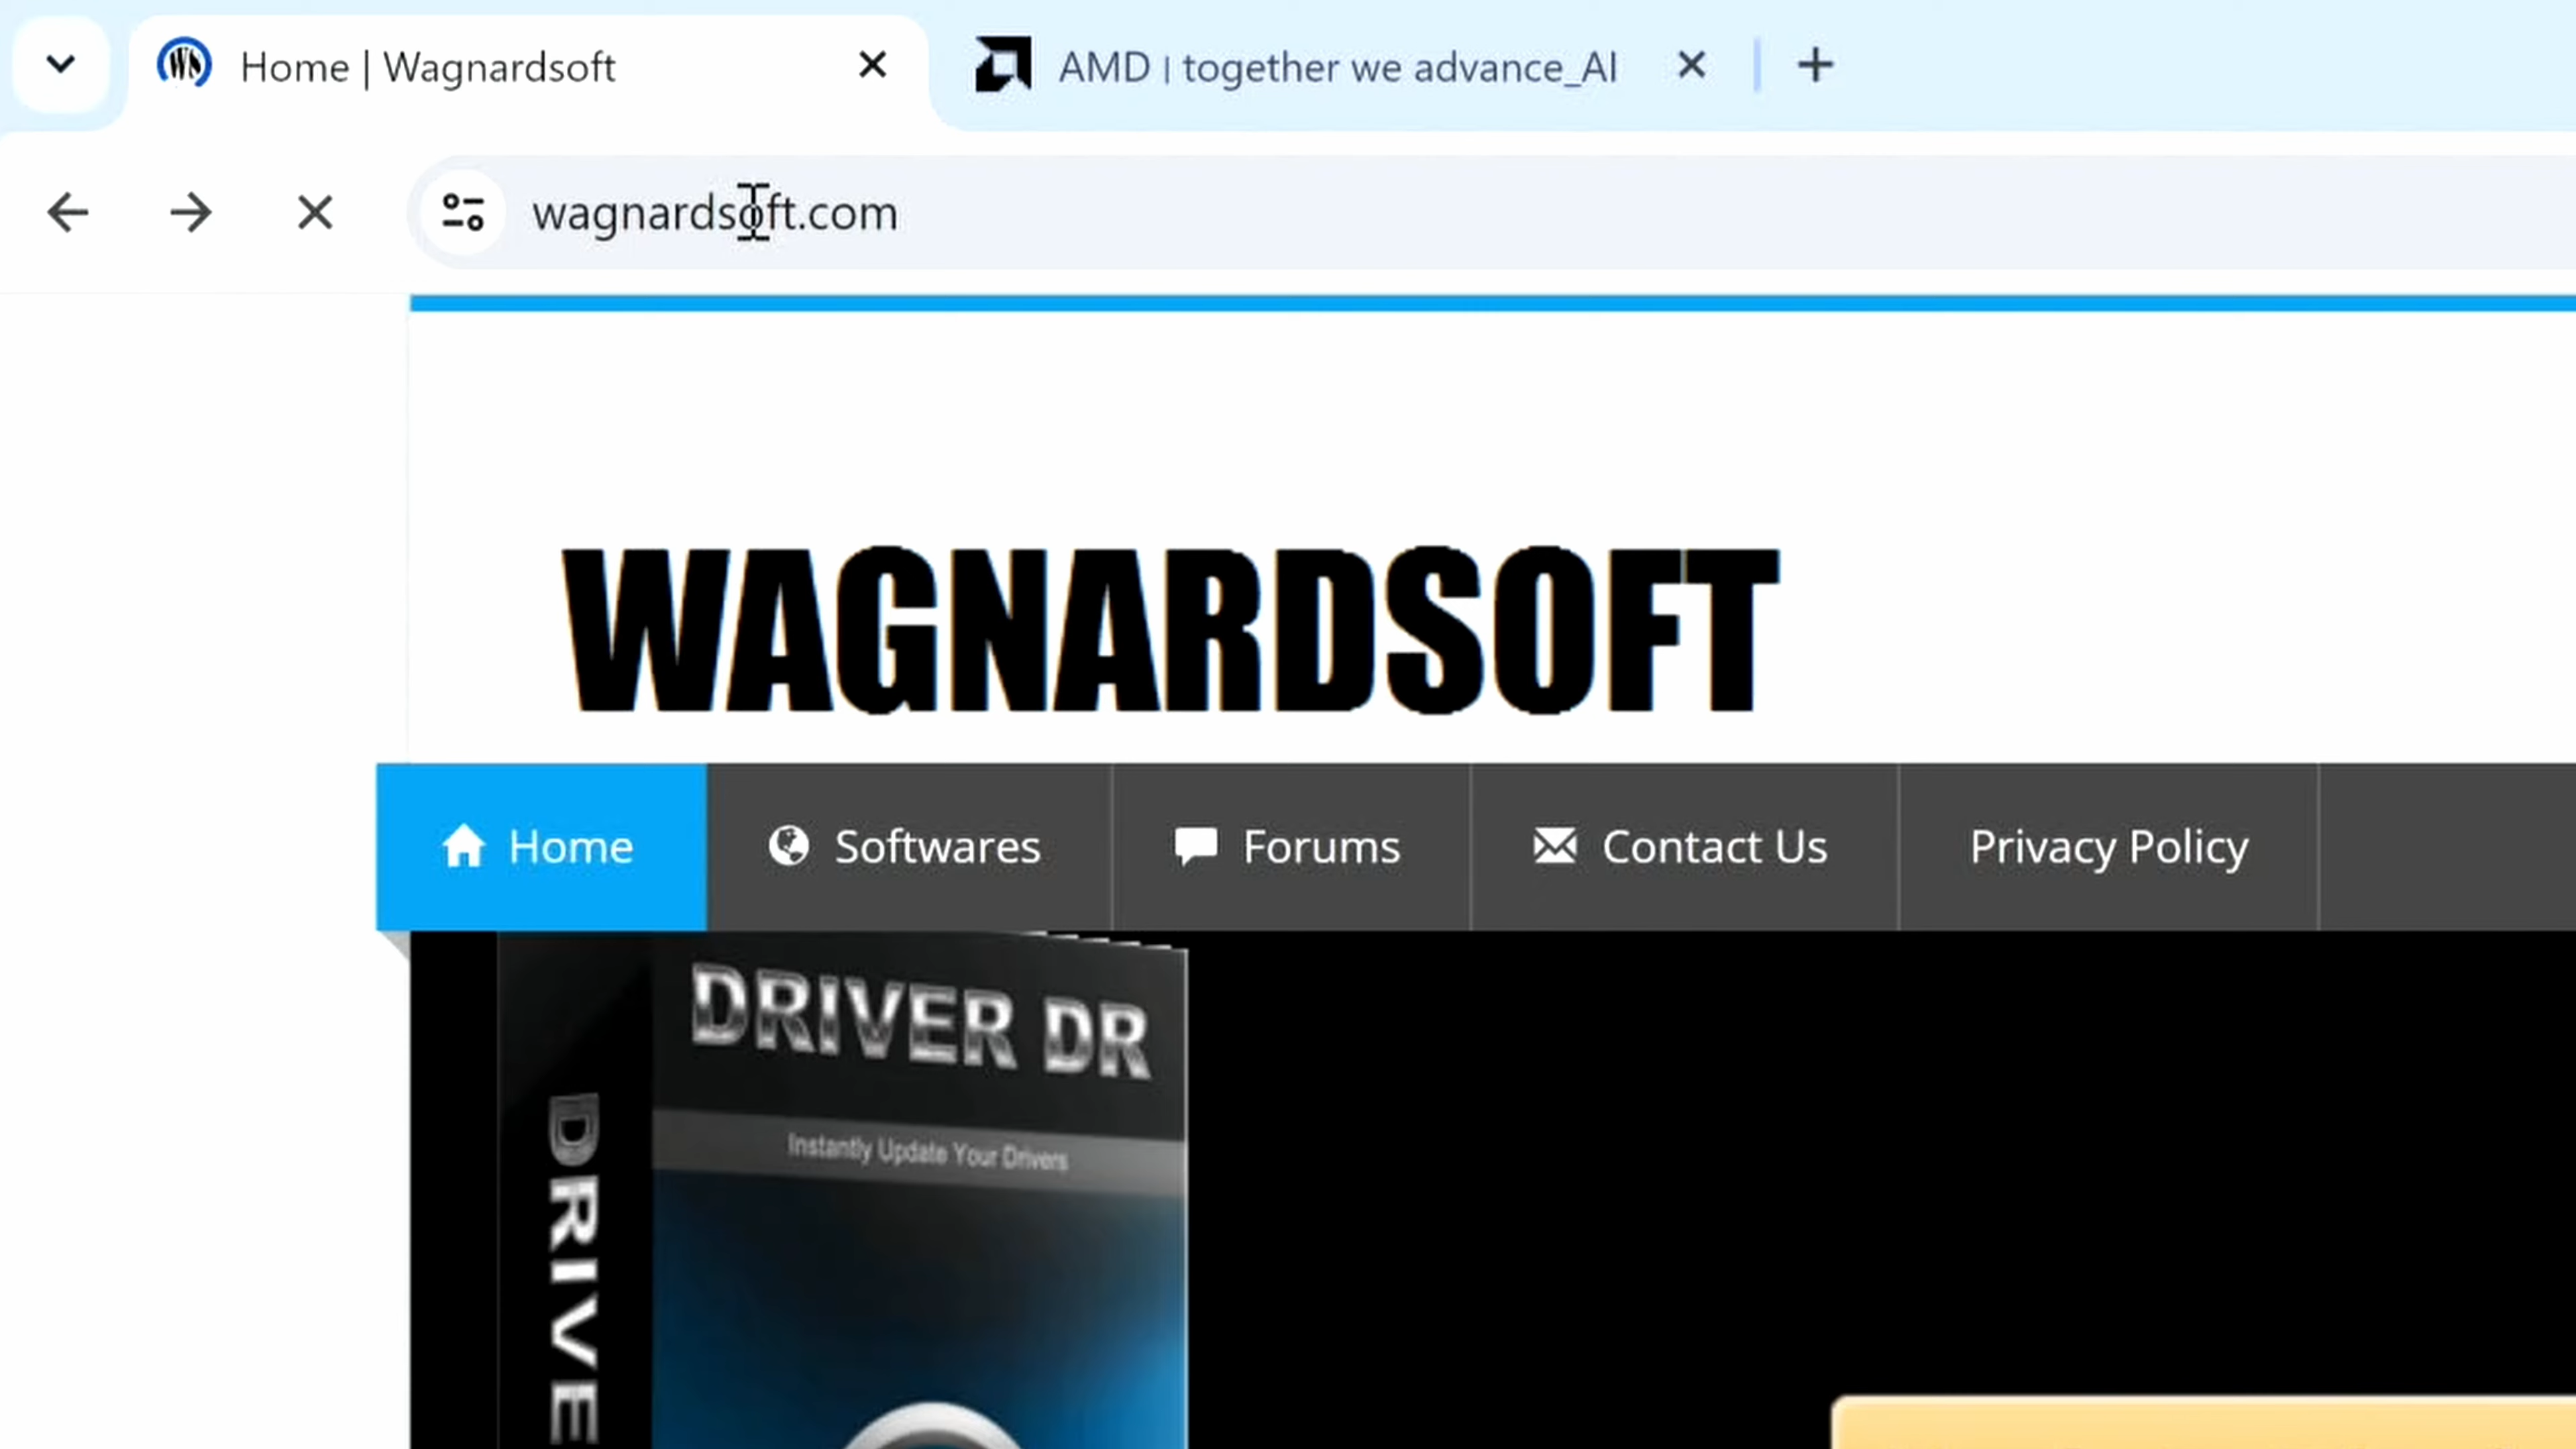 Home | Wagnardsoft
AMD | together we advance_AI
wagnardsoft.com
WAGNARDSOFT
Home
Softwares
Forums
Contact Us
Privacy Policy
DRIVER DR
Instantly Update Your Drivers
DRIVE